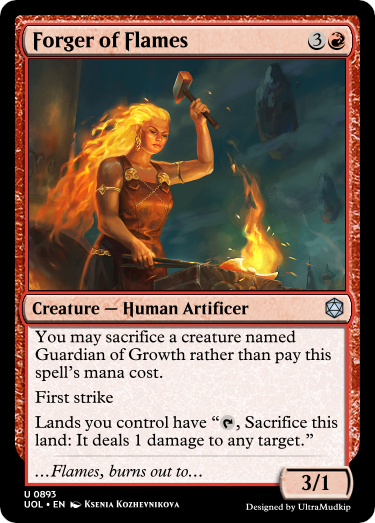 Forger of Flames 3
Creature — Human Artificer
You may sacrifice a creature named
Guardian of Growth rather than pay this
spell's mana cost.
First strike
Lands you control have “, Sacrifice this
land: It deals 1 damage to any target.”
…Flames, burns out to…
3/1
U 0893
UOL • EN Ksenia Kozhevnikova
Designed by UltraMudkip